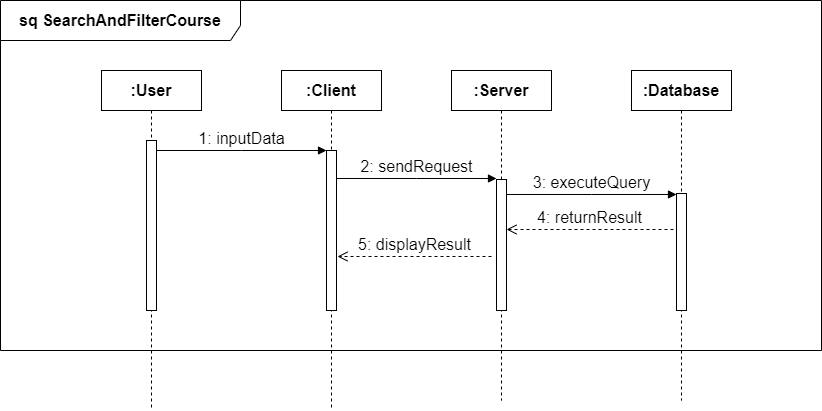 sq SearchAndFilterCourse
:User
:Client
:Server
:Database
1: inputData
2: sendRequest
3: executeQuery
4: returnResult
5: displayResult